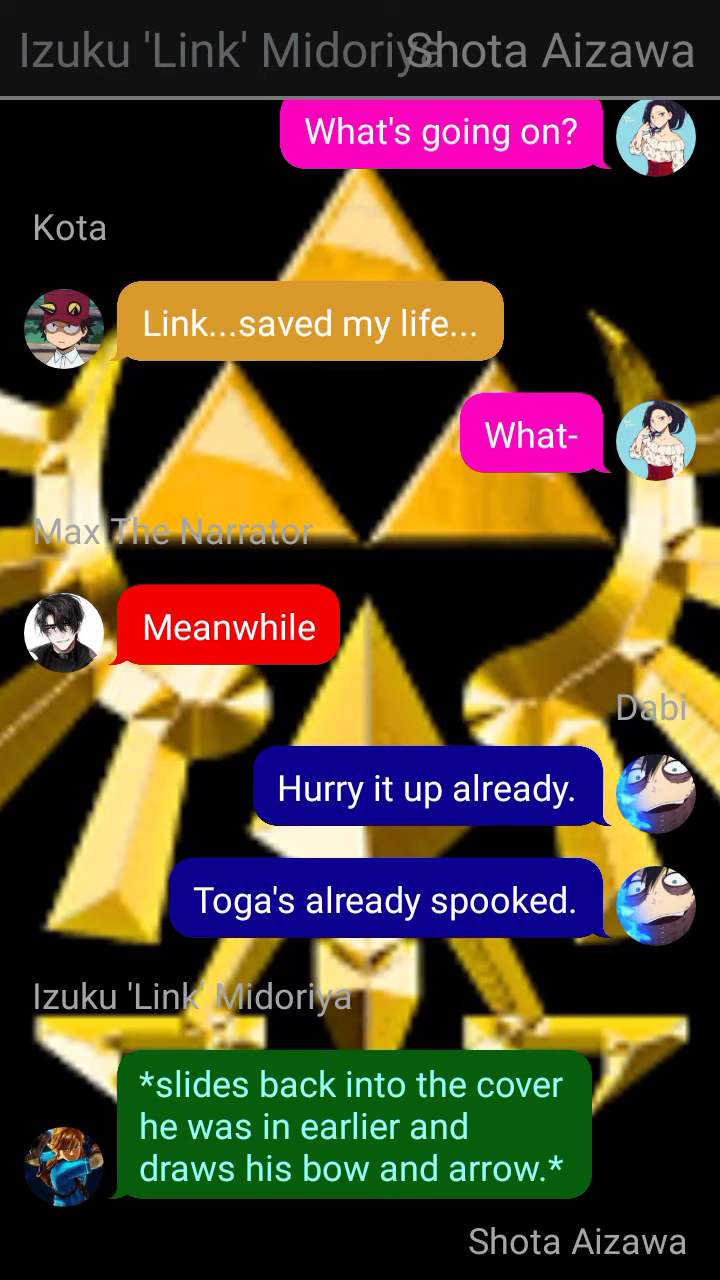 Izuku 'Link' Midoriya
Shota Aizawa
What's going on?
Kota
Link...saved my life...
What-
Max The Narrator
Meanwhile
Dabi
Hurry it up already.
Toga's already spooked.
Izuku 'Link' Midoriya
*slides back into the cover
he was in earlier and
draws his bow and arrow.*
Shota Aizawa